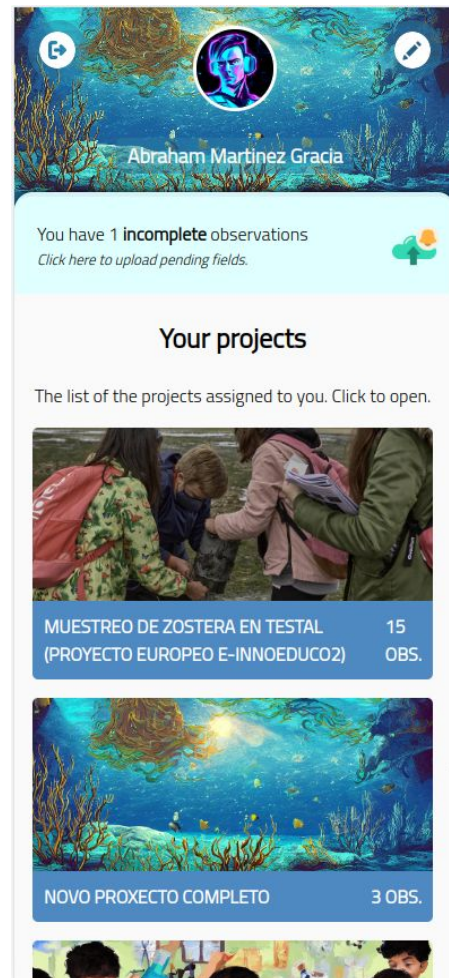 Abraham Martinez Gracia
You have 1 incomplete observations
Click here to upload pending fields.
Your projects
The list of the projects assigned to you. Click to open.
MUESTREO DE ZOSTERA EN TESTAL
(PROYECTO EUROPEO E-INNOEDUCO2)
15
OBS.
NOVO PROXECTO COMPLETO
3 OBS.